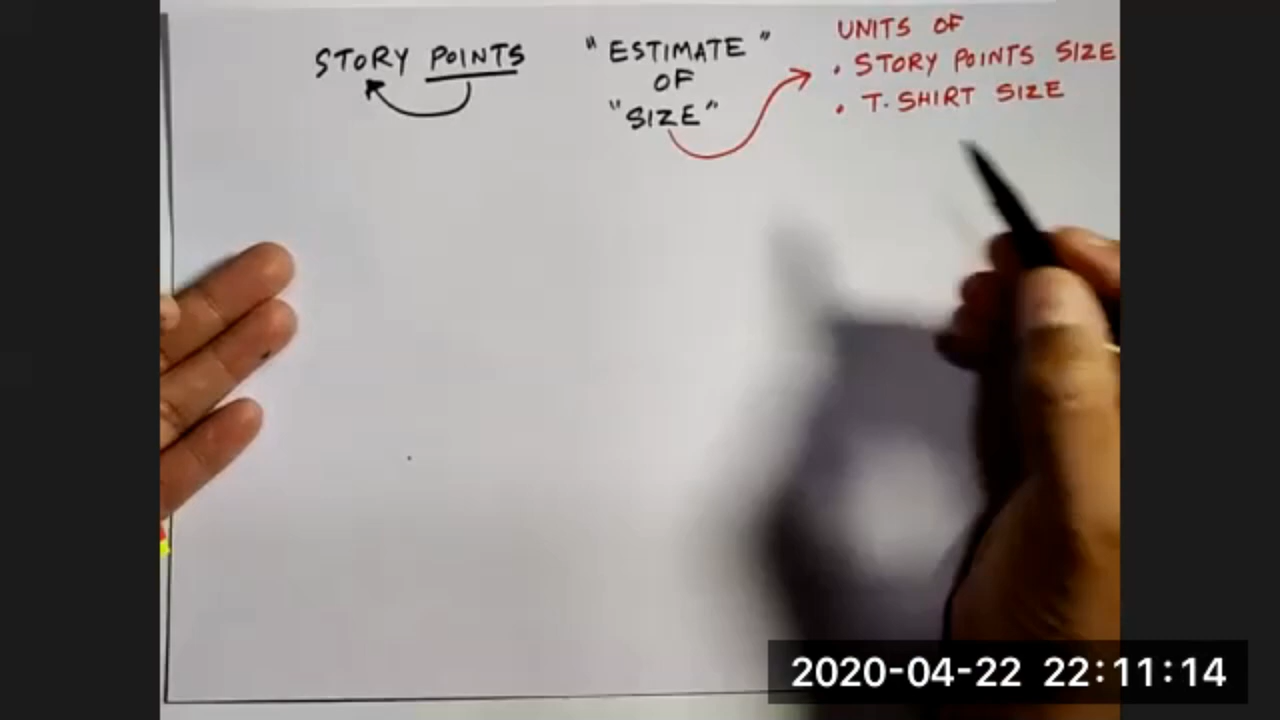 STORY POINTS
"ESTIMATE"
OF
"SIZE"
UNITS OF
• STORY POINTS SIZE
• T. SHIRT SIZE
2020-04-22 22:11:14